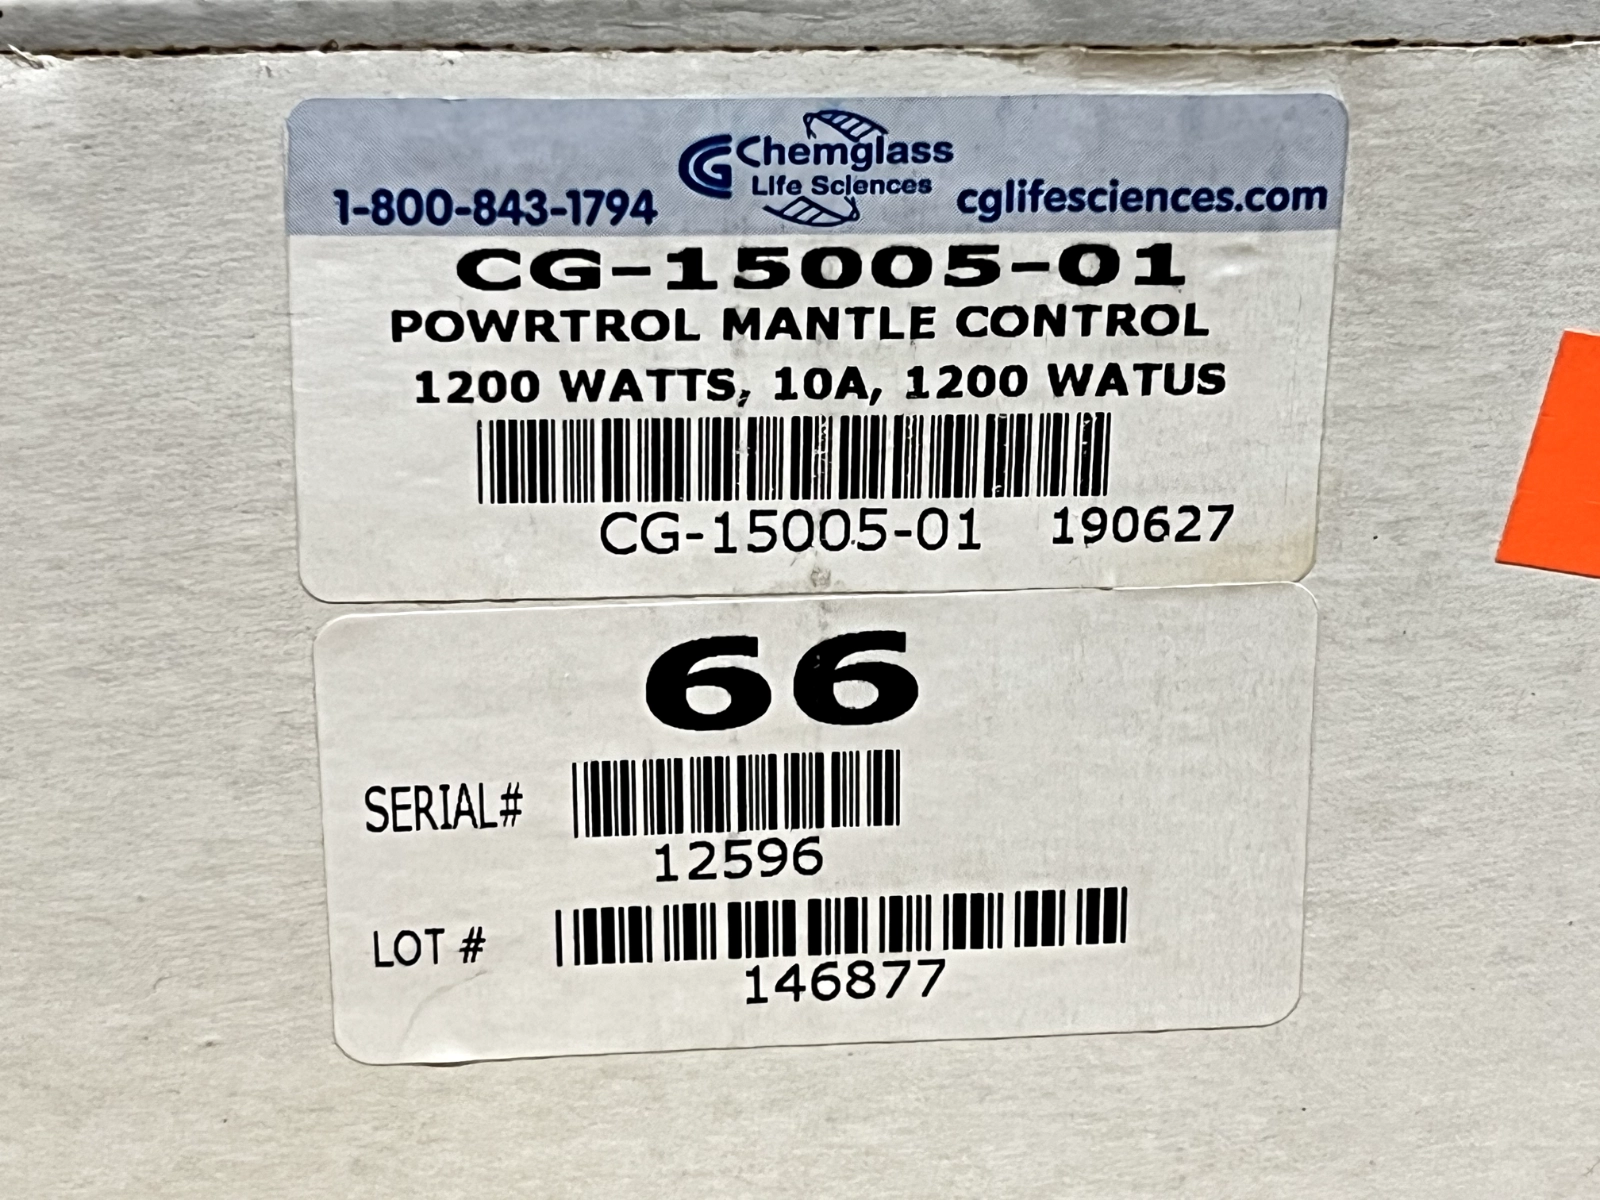 1-800-843-1794
CG Chemglass
Life Sciences
cglifesciences.com
CG-15005-01
POWRTROL MANTLE CONTROL
1200 WATTS, 10A, 1200 WATUS
CG-15005-01 190627
66
SERIAL#
12596
LOT #
146877